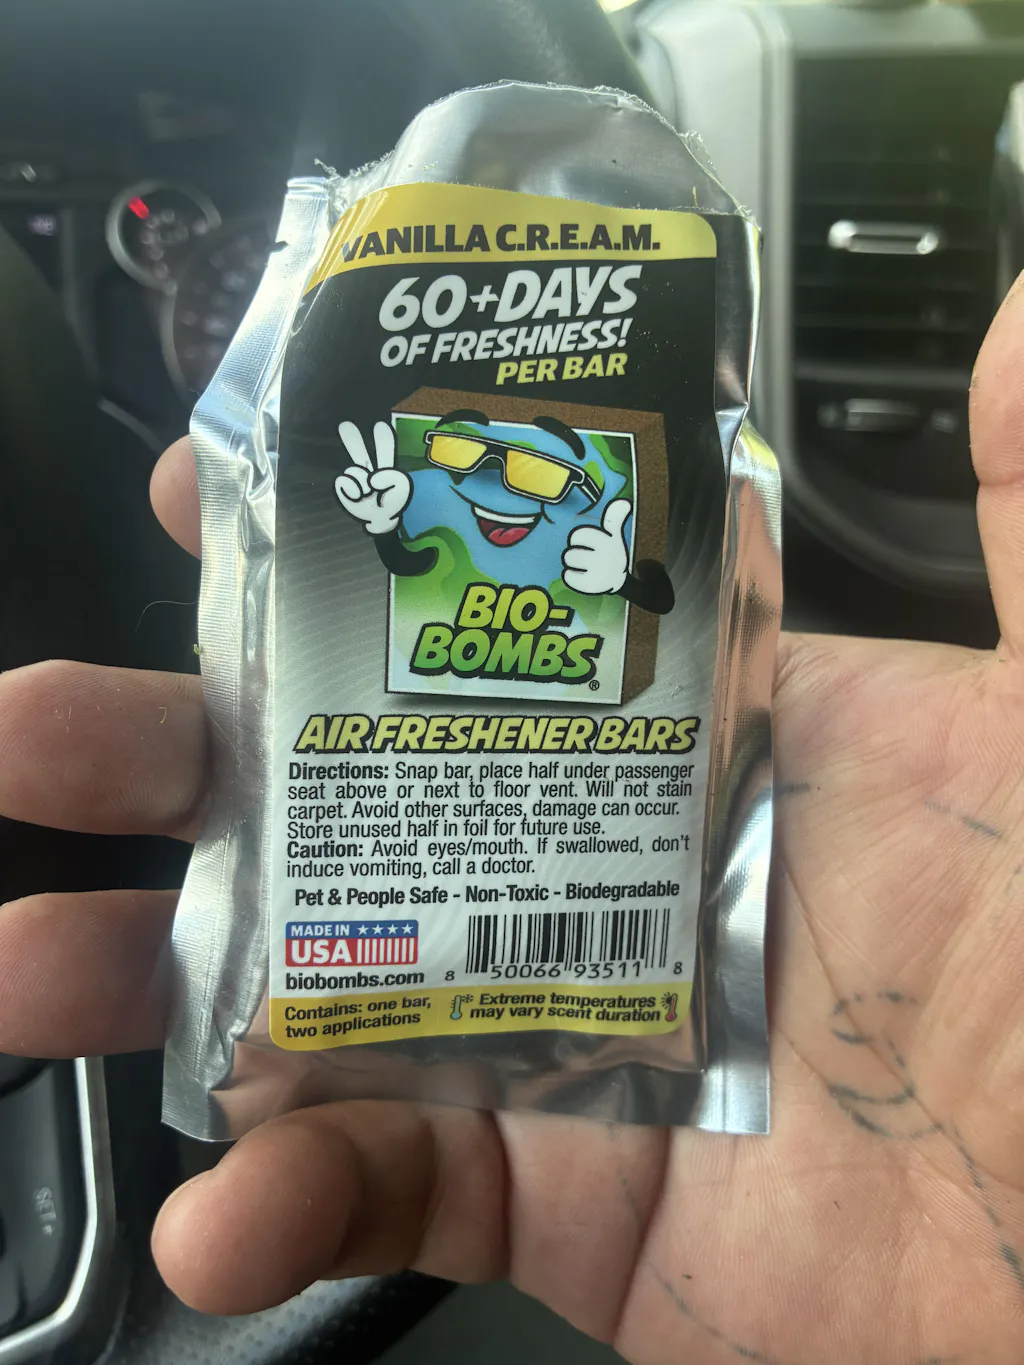 VANILLA C.R.E.A.M.
60+DAYS
OF FRESHNESS!
PER BAR
BIO-
BOMBS®
AIR FRESHENER BARS
Directions: Snap bar, place half under passenger
seat above or next to floor vent. Will not stain
carpet. Avoid other surfaces, damage can occur.
Store unused half in foil for future use.
Caution: Avoid eyes/mouth. If swallowed, don't
induce vomiting, call a doctor.
Pet & People Safe - Non-Toxic - Biodegradable
MADE IN
USA
biobombs.com
8 50066 93511 8
Contains: one bar,
two applications
Extreme temperatures
may vary scent duration
SET